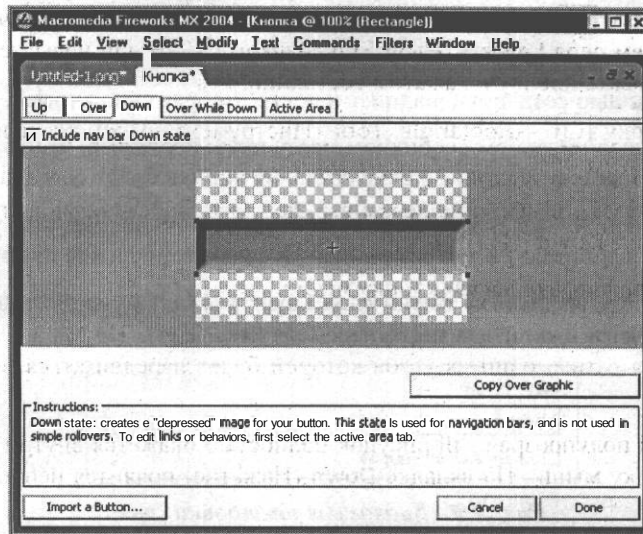 Macromedia Fireworks MX 2004 - [Кнопка @ 100% (Rectangle)]
File Edit View Select Modify Text Commands Filters Window Help
Untitled-1.png* Кнопка*
Up Over Down Over While Down Active Area
Include nav bar Down state
Copy Over Graphic
Instructions:
Down state: creates e "depressed" image for your button. This state Is used for navigation bars, and is not used in
simple rollovers. To edit links or behaviors, first select the active area tab.
Import a Button... Cancel Done